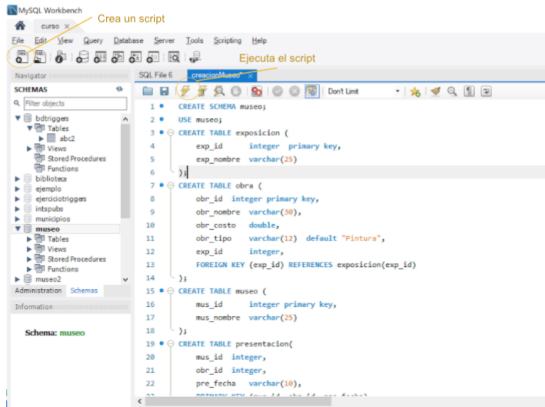 MySQL Workbench
Crea un script
curso
File Edit View Query Database Server Tools Scripting Help
Ejecuta el script
Navigator
SQL File 6
creacionMuseo*
SCHEMAS
Filter objects
Don't Limit
bdtriggers
Tables
abc2
Views
Stored Procedures
Functions
biblioteca
ejemplo
ejerciciotriggers
intspubs
municipios
museo
Tables
Views
Stored Procedures
Functions
museo2
Administration Schemas
Information
Schema: museo
1 CREATE SCHEMA museo;
2 USE museo;
3 CREATE TABLE exposicion (
4 exp_id integer primary key,
5 exp_nombre varchar(25)
6 );
7 CREATE TABLE obra (
8 obr_id integer primary key,
9 obr_nombre varchar(50),
10 obr_costo double,
11 obr_tipo varchar(12) default "Pintura",
12 exp_id integer,
13 FOREIGN KEY (exp_id) REFERENCES exposicion(exp_id)
14 );
15 CREATE TABLE museo (
16 mus_id integer primary key,
17 mus_nombre varchar(25)
18 );
19 CREATE TABLE presentacion(
20 mus_id integer,
21 obr_id integer,
22 pre_fecha varchar(10),